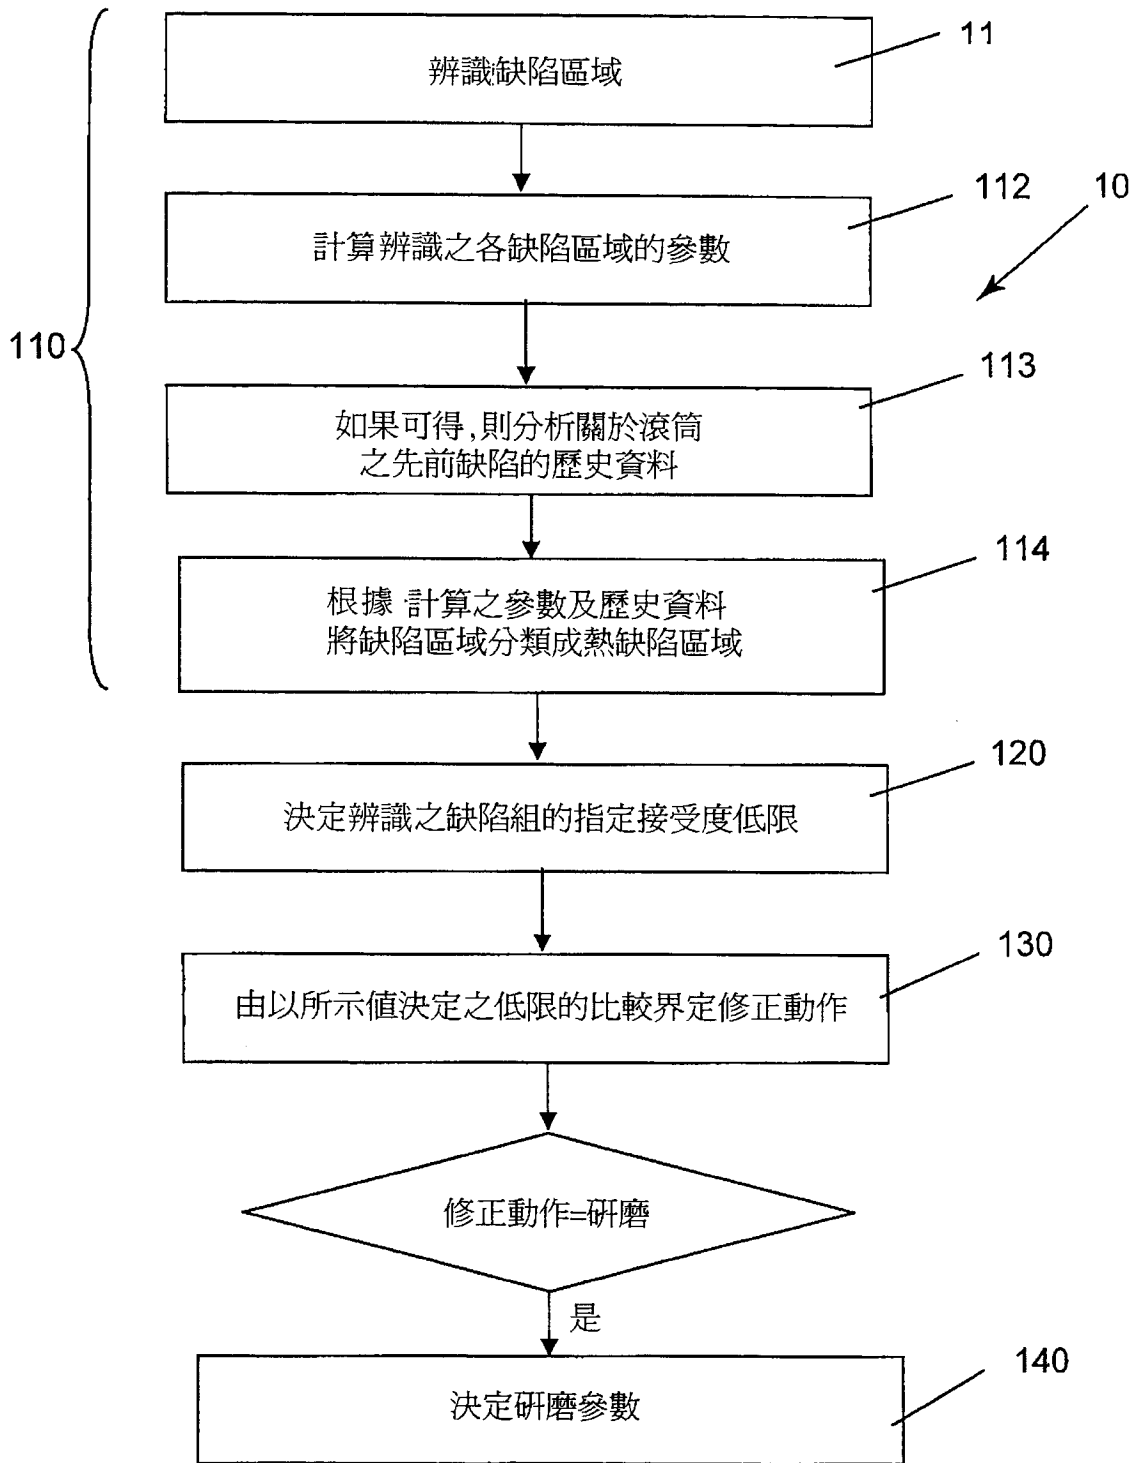 辨識缺陷區域
11
計算辨識之各缺陷區域的參數
112
10
110
如果可得,則分析關於滾筒
之先前缺陷的歷史資料
113
根據計算之參數及歷史資料
將缺陷區域分類成熱缺陷區域
114
決定辨識之缺陷組的指定接受度低限
120
由以所示值決定之低限的比較界定修正動作
130
修正動作=研磨
是
決定研磨參數
140